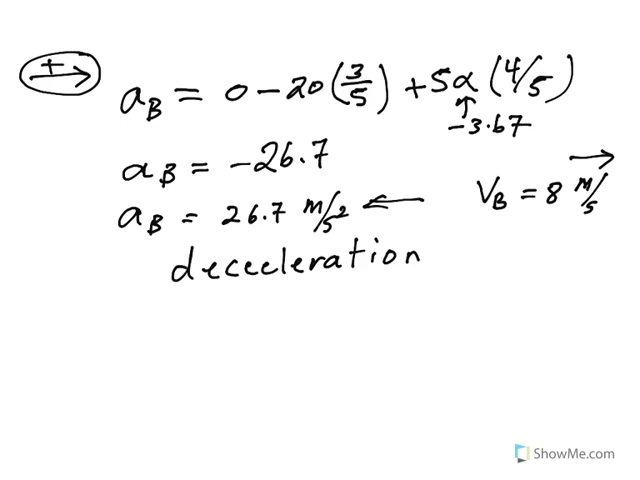 +
→
a_B = 0 - 20 (3/5) + 5α (4/5)
↑
-3.67
a_B = -26.7
a_B = 26.7 m/s² ←
V_B = 8 m/s →
deceeleration
ShowMe.com